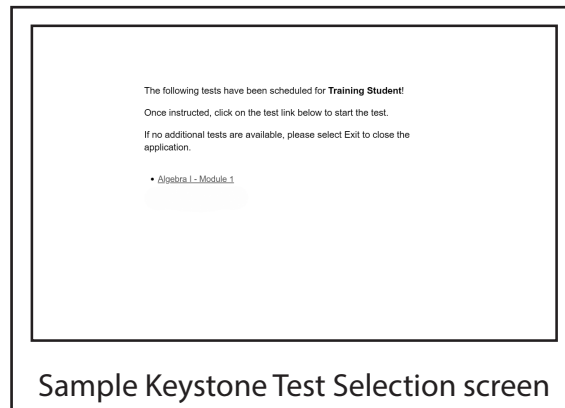 The following tests have been scheduled for Training Student!
Once instructed, click on the test link below to start the test.
If no additional tests are available, please select Exit to close the
application.
• Algebra I - Module 1
Sample Keystone Test Selection screen